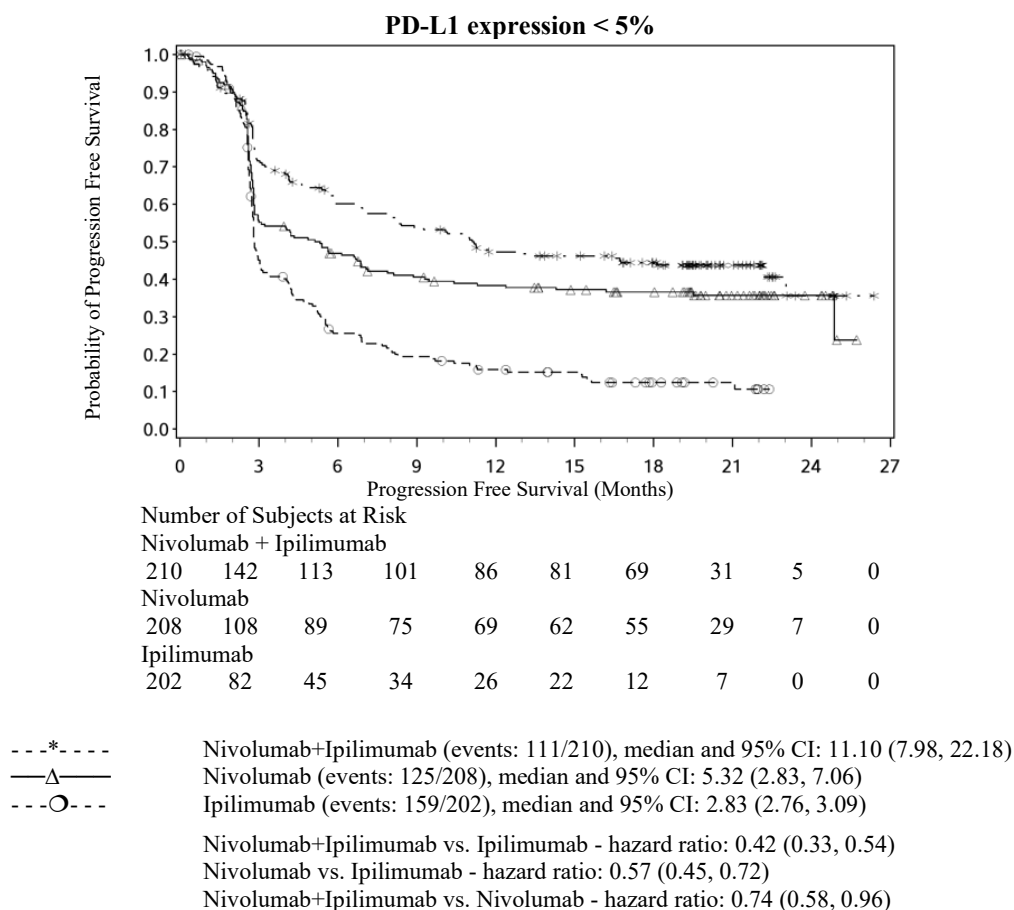 PD-L1 expression < 5%
Probability of Progression Free Survival
1.0
0.9
0.8
0.7
0.6
0.5
0.4
0.3
0.2
0.1
0.0
0 3 6 9 12 15 18 21 24 27
Progression Free Survival (Months)
Number of Subjects at Risk
Nivolumab + Ipilimumab
210 142 113 101 86 81 69 31 5 0
Nivolumab
208 108 89 75 69 62 55 29 7 0
Ipilimumab
202 82 45 34 26 22 12 7 0 0
- - -*- - - - Nivolumab+Ipilimumab (events: 111/210), median and 95% CI: 11.10 (7.98, 22.18)
——Δ—— Nivolumab (events: 125/208), median and 95% CI: 5.32 (2.83, 7.06)
- - -❍- - - Ipilimumab (events: 159/202), median and 95% CI: 2.83 (2.76, 3.09)
Nivolumab+Ipilimumab vs. Ipilimumab - hazard ratio: 0.42 (0.33, 0.54)
Nivolumab vs. Ipilimumab - hazard ratio: 0.57 (0.45, 0.72)
Nivolumab+Ipilimumab vs. Nivolumab - hazard ratio: 0.74 (0.58, 0.96)